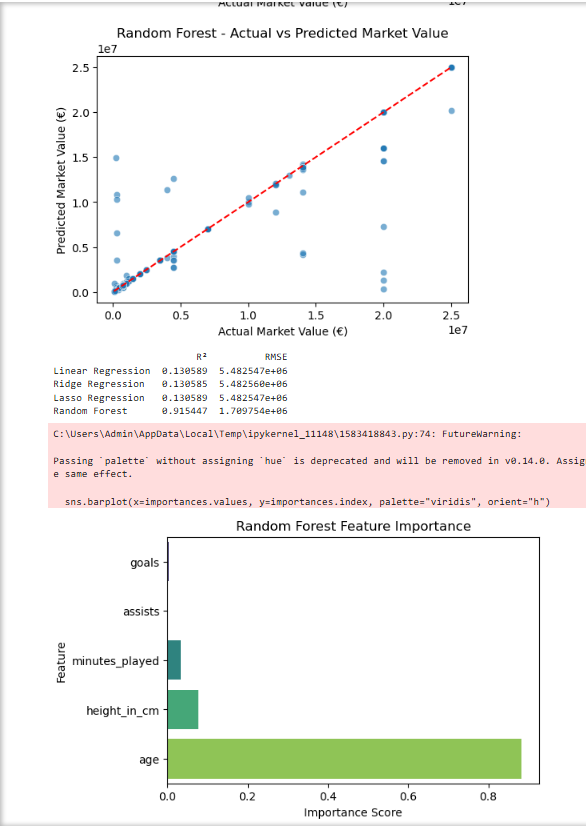 Actual Market Value (€)
1e7
Random Forest - Actual vs Predicted Market Value
1e7
2.5
2.0
1.5
1.0
0.5
0.0
Predicted Market Value (€)
0.0 0.5 1.0 1.5 2.0 2.5
Actual Market Value (€)
1e7
R² RMSE
Linear Regression 0.130589 5.482547e+06
Ridge Regression 0.130585 5.482560e+06
Lasso Regression 0.130589 5.482547e+06
Random Forest 0.915447 1.709754e+06
C:\Users\Admin\AppData\Local\Temp\ipykernel_11148\1583418843.py:74: FutureWarning:
Passing `palette` without assigning `hue` is deprecated and will be removed in v0.14.0. Assig
e same effect.
sns.barplot(x=importances.values, y=importances.index, palette="viridis", orient="h")
Random Forest Feature Importance
Feature
goals
assists
minutes_played
height_in_cm
age
0.0 0.2 0.4 0.6 0.8
Importance Score